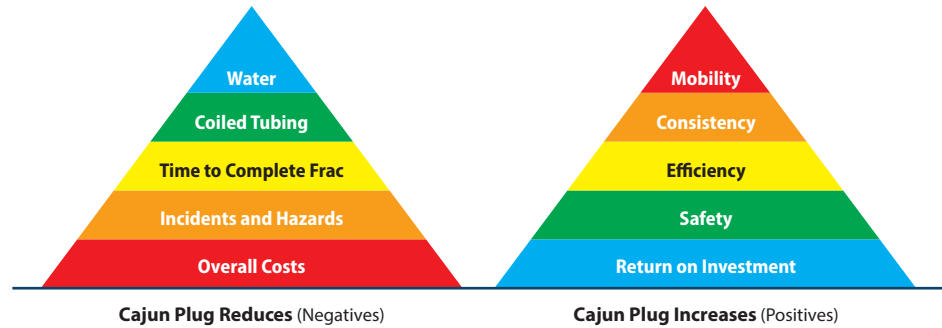 Water
Coiled Tubing
Time to Complete Frac
Incidents and Hazards
Overall Costs
Cajun Plug Reduces (Negatives)
Mobility
Consistency
Efficiency
Safety
Return on Investment
Cajun Plug Increases (Positives)